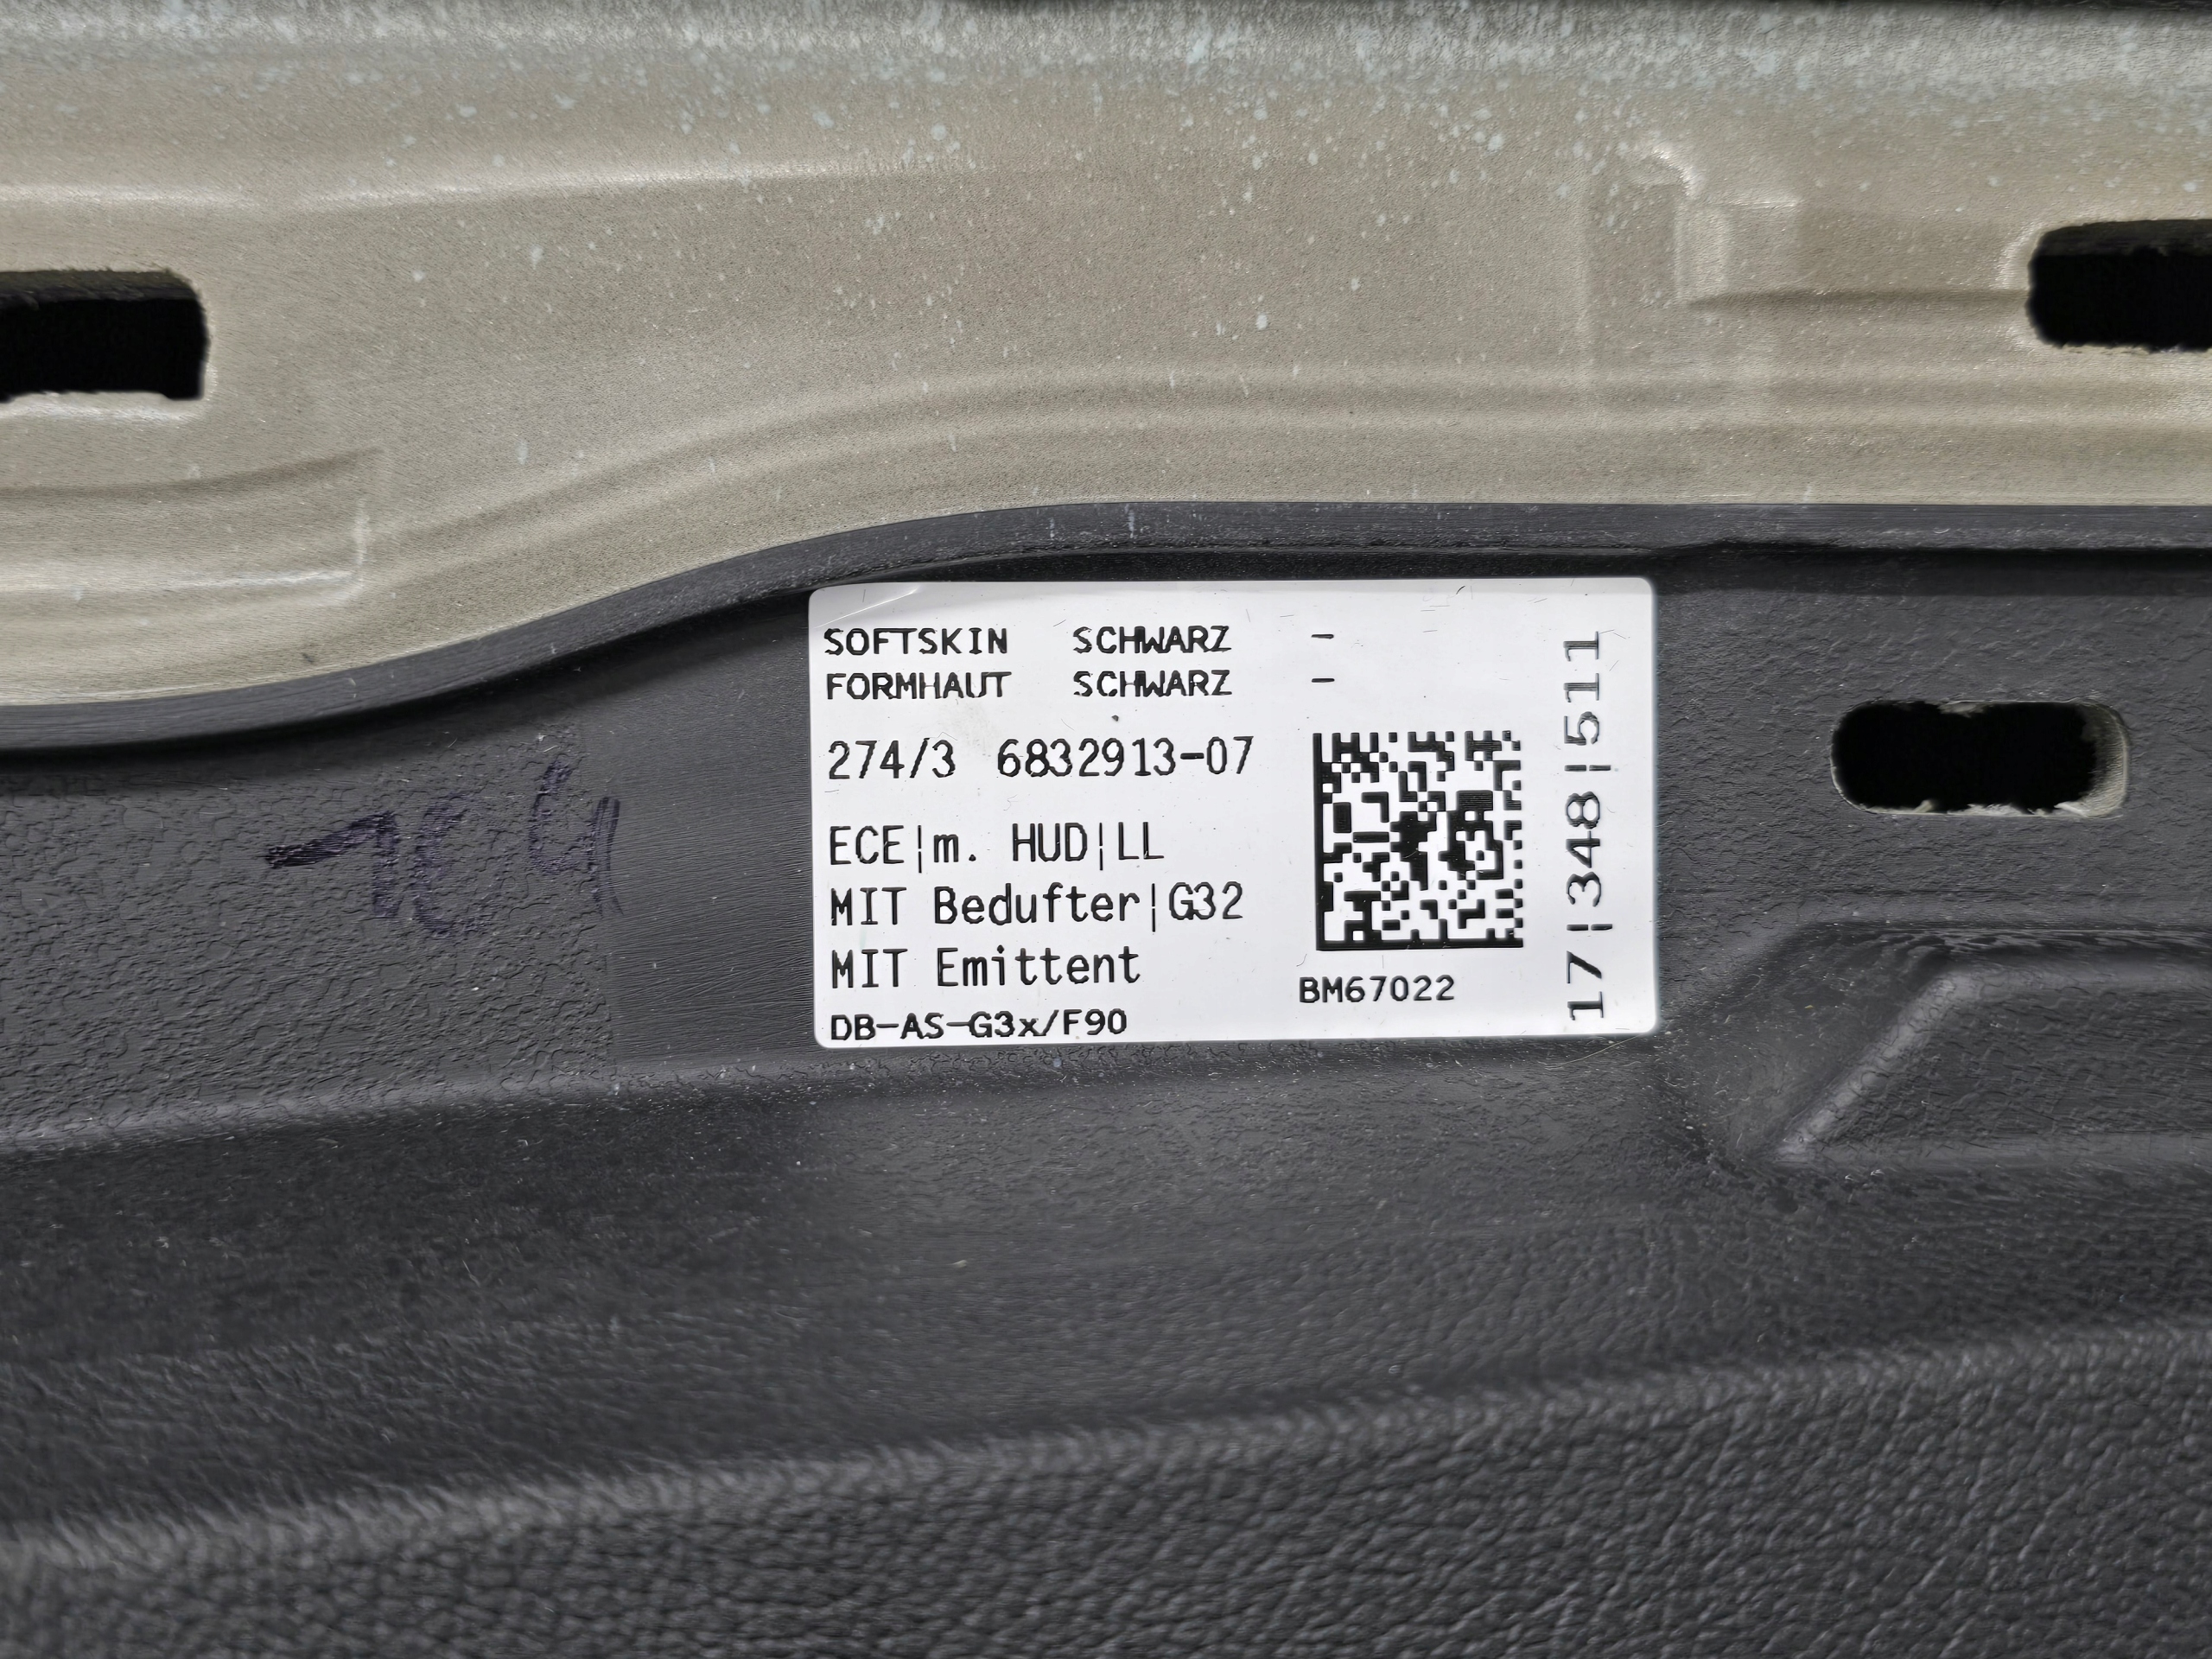 SOFTSKIN SCHWARZ -
FORMHAUT SCHWARZ -
274/3 6832913-07
ECE|m. HUD|LL
MIT Bedufter|G32
MIT Emittent
DB-AS-G3x/F90
BM67022
17|348|511